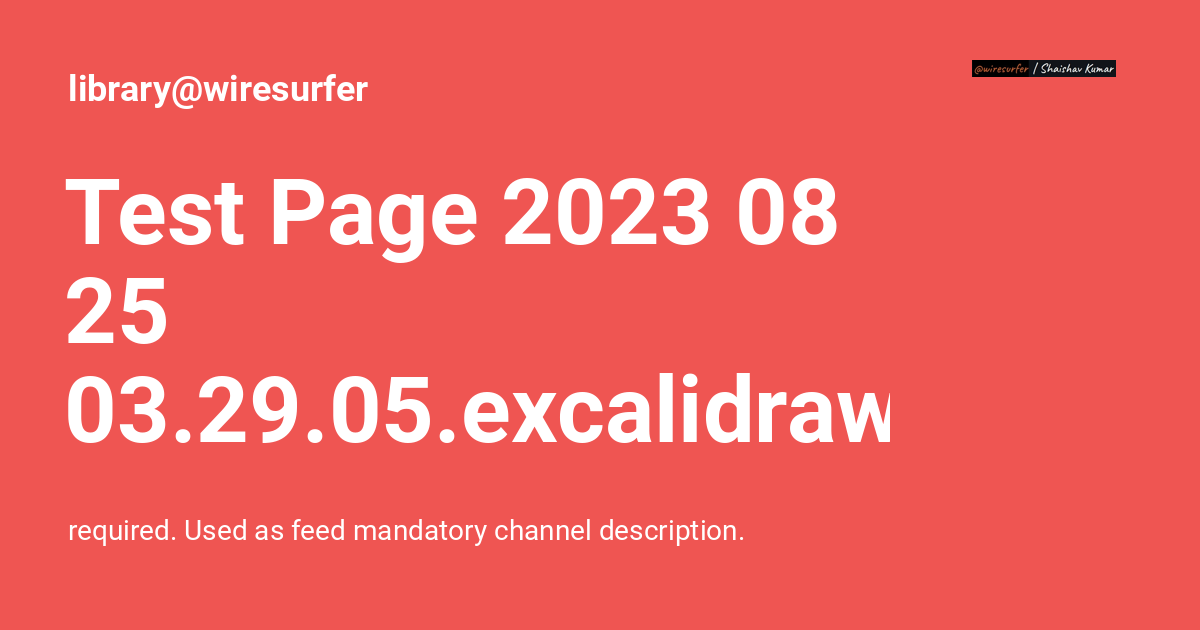 library@wiresurfer
@wiresurfer | Shaishav Kumar
Test Page 2023 08
25
03.29.05.excalidraw
required. Used as feed mandatory channel description.